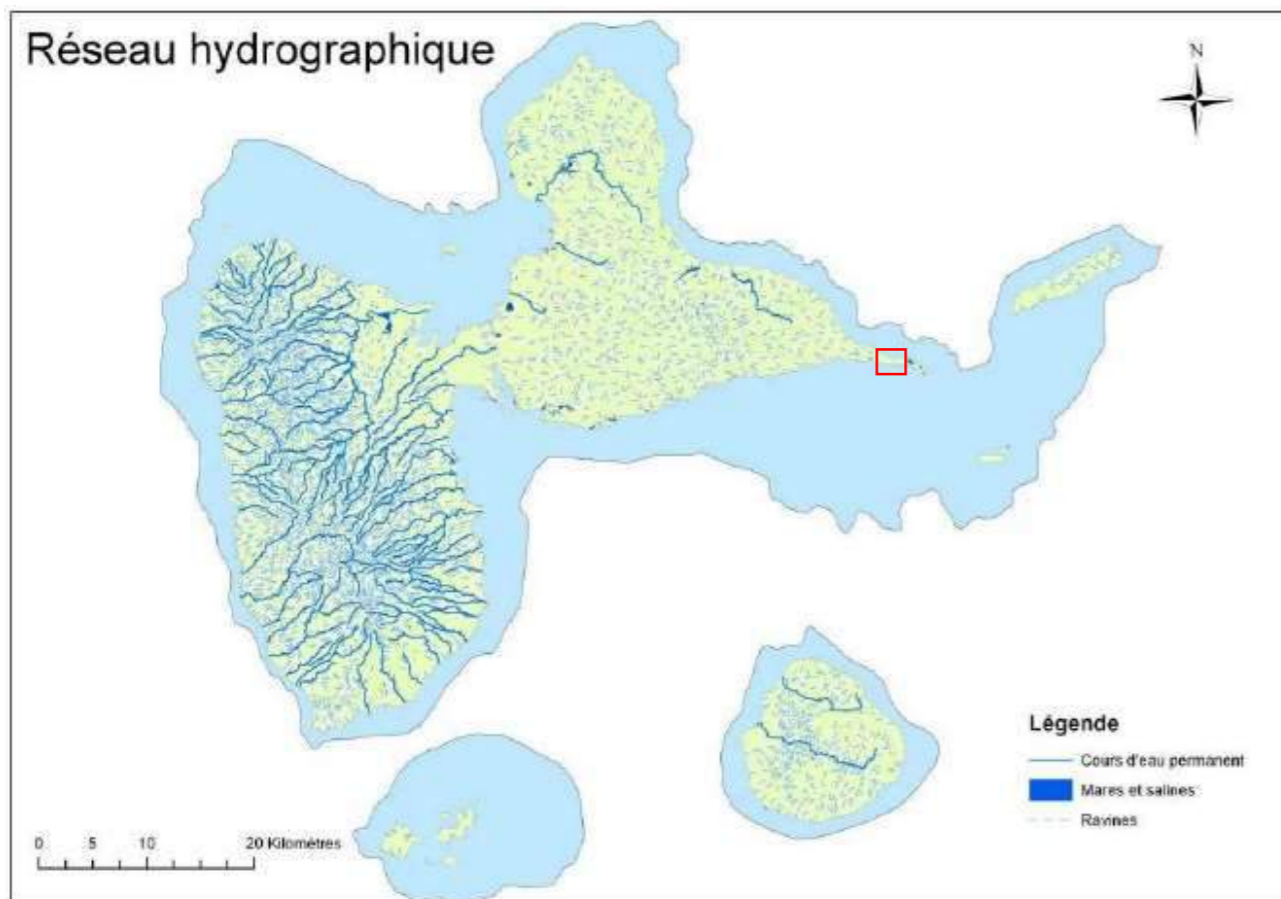 Réseau hydrographique
N
Légende
Cours d'eau permanent
Mares et salines
Ravines
0 5 10 20 Kilomètres